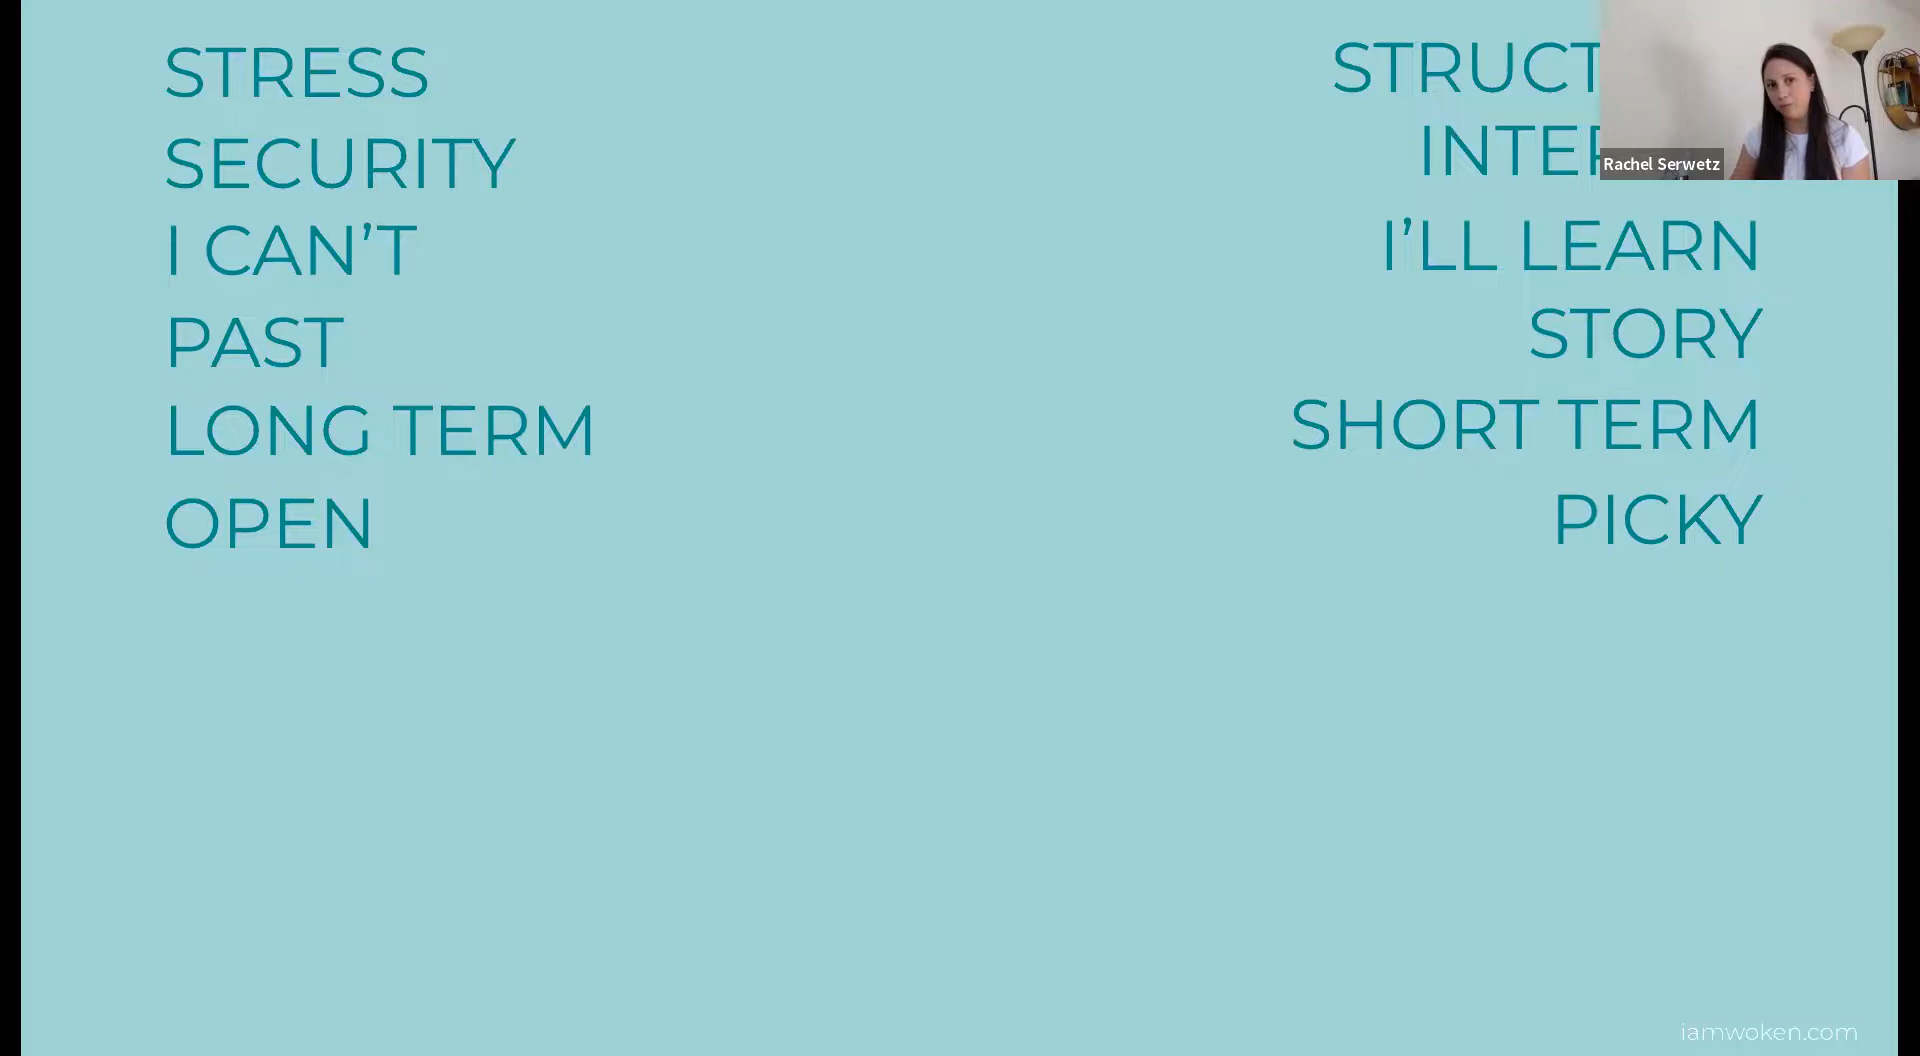 STRESS
SECURITY
I CAN'T
PAST
LONG TERM
OPEN
I'LL LEARN
STORY
SHORT TERM
PICKY
Rachel Serwetz
iamwoken.com